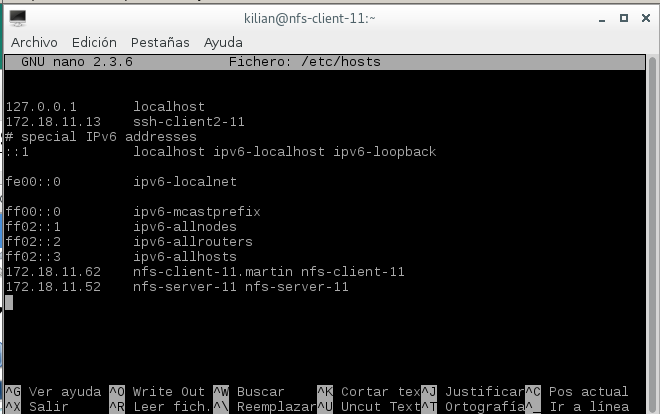 kilian@nfs-client-11:~
Archivo Edición Pestañas Ayuda
GNU nano 2.3.6 Fichero: /etc/hosts
127.0.0.1 localhost
172.18.11.13 ssh-client2-11
# special IPv6 addresses
::1 localhost ipv6-localhost ipv6-loopback
fe00::0 ipv6-localnet
ff00::0 ipv6-mcastprefix
ff02::1 ipv6-allnodes
ff02::2 ipv6-allrouters
ff02::3 ipv6-allhosts
172.18.11.62 nfs-client-11.martin nfs-client-11
172.18.11.52 nfs-server-11 nfs-server-11
^G Ver ayuda ^O Write Out ^W Buscar ^K Cortar tex^J Justificar^C Pos actual
^X Salir ^R Leer fich.^\ Reemplazar^U Uncut Text^T Ortografía^_ Ir a línea